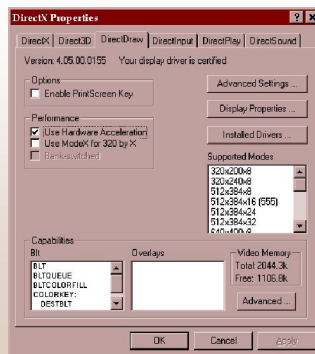 DirectX Properties
DirectX Direct3D DirectDraw DirectInput DirectPlay DirectSound
Version: 4.05.00.0155 Your display driver is certified
Options
Enable PrintScreen Key
Advanced Settings ...
Display Properties ...
Performance
Use Hardware Acceleration
Use ModeX for 320 by X
Bank-switched
Installed Drivers ...
Supported Modes
320x200x8
320x240x8
512x384x8
512x384x16 (555)
512x384x24
512x384x32
640x400x8
Capabilities
Blt
BLT
BLTQUEUE
BLTCOLORFILL
COLORKEY:
DESTBLT
Overlays
Video Memory
Total: 2044.3k
Free: 1106.8k
Advanced ...
OK Cancel Apply